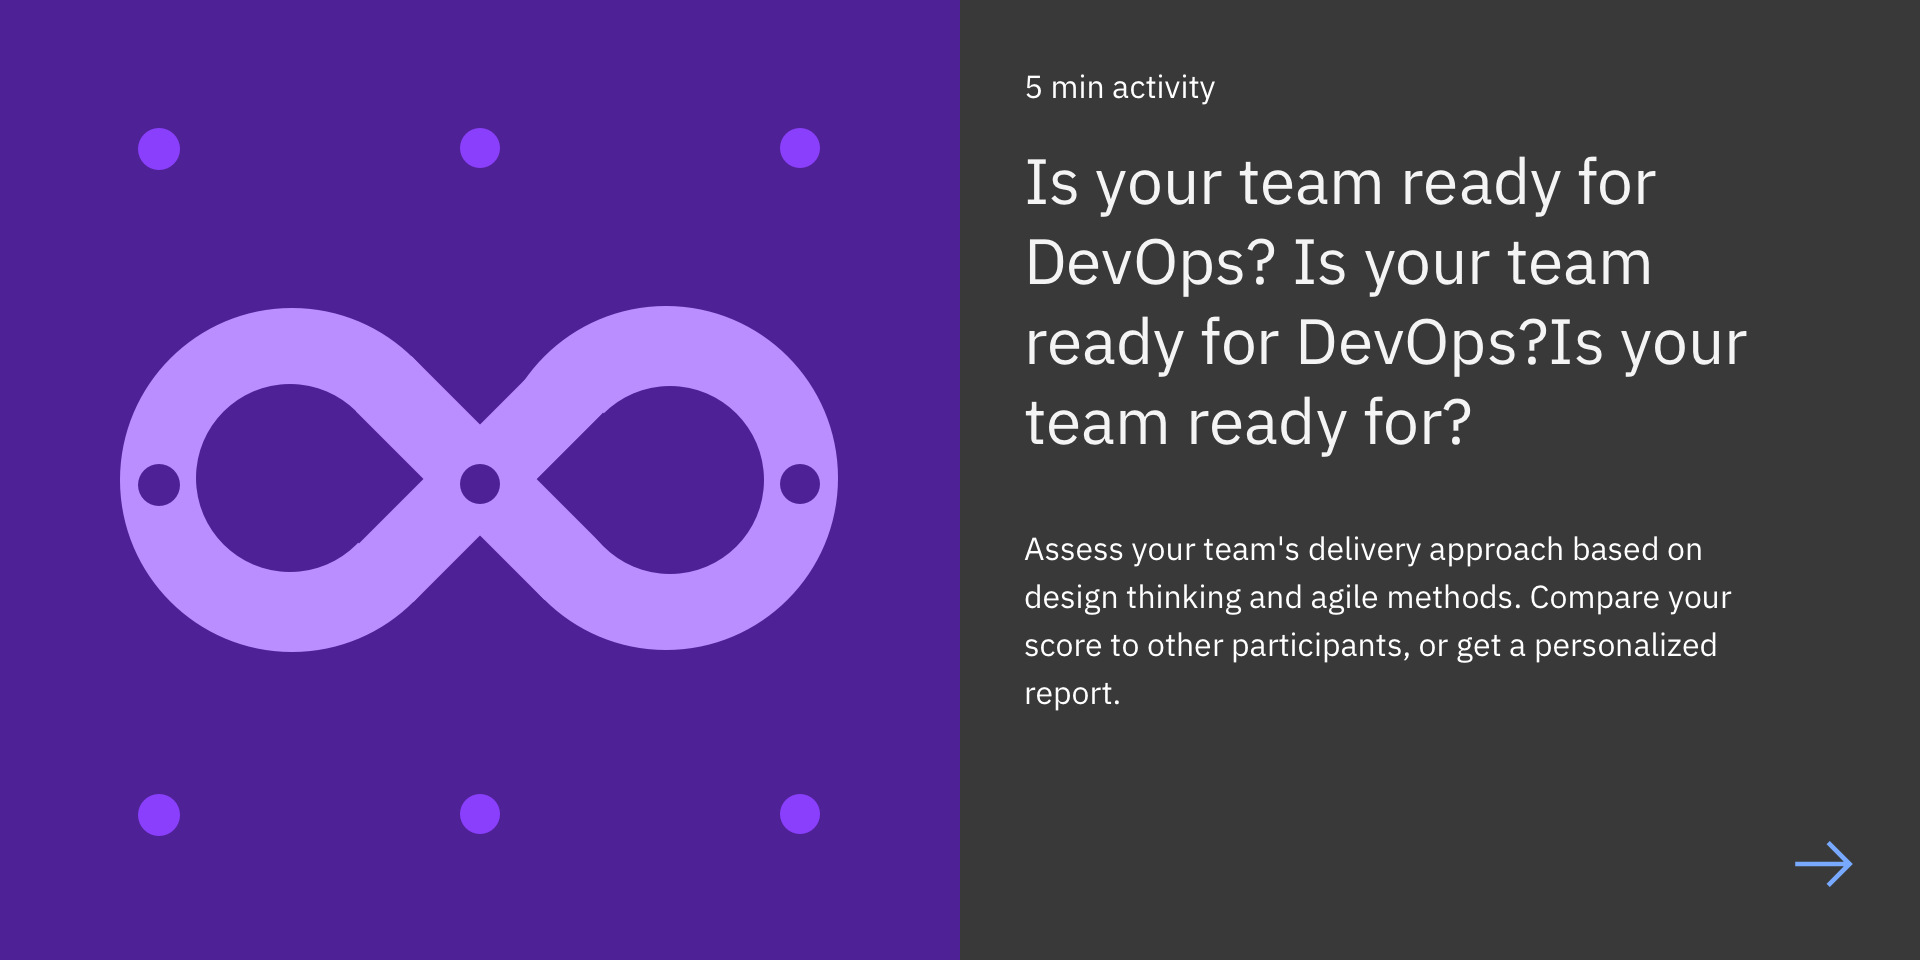 5 min activity
Is your team ready for
DevOps? Is your team
ready for DevOps?Is your
team ready for?
Assess your team's delivery approach based on
design thinking and agile methods. Compare your
score to other participants, or get a personalized
report.